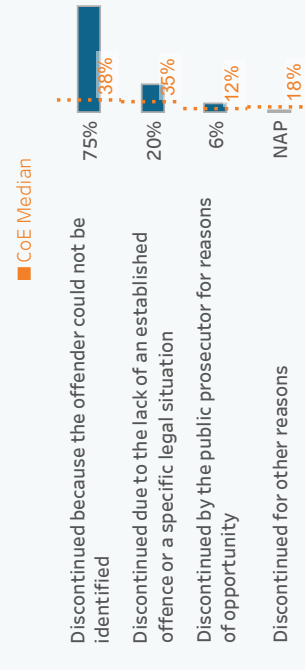 CoE Median
Discontinued because the offender could not be
identified
75%
38%
Discontinued due to the lack of an established
offence or a specific legal situation
20%
35%
Discontinued by the public prosecutor for reasons
of opportunity
6%
12%
Discontinued for other reasons
NAP
18%